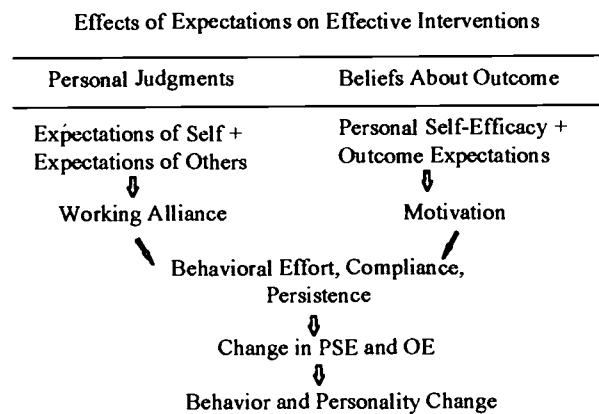 Effects of Expectations on Effective Interventions
Personal Judgments Beliefs About Outcome
Expectations of Self +
Expectations of Others
Personal Self-Efficacy +
Outcome Expectations
Working Alliance Motivation
Behavioral Effort, Compliance,
Persistence
Change in PSE and OE
Behavior and Personality Change